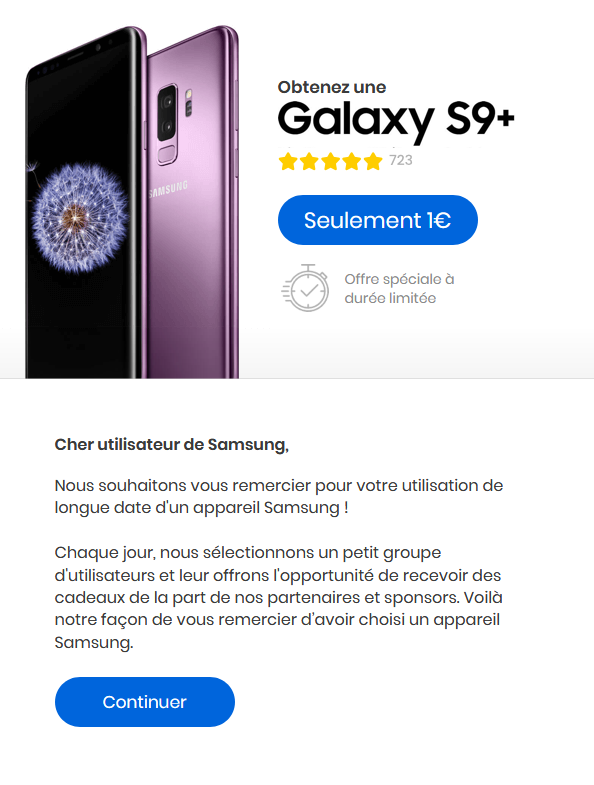 Obtenez une
Galaxy S9+
723
Seulement 1€
Offre spéciale à
durée limitée
SAMSUNG
Cher utilisateur de Samsung,
Nous souhaitons vous remercier pour votre utilisation de
longue date d'un appareil Samsung !
Chaque jour, nous sélectionnons un petit groupe
d'utilisateurs et leur offrons l'opportunité de recevoir des
cadeaux de la part de nos partenaires et sponsors. Voilà
notre façon de vous remercier d'avoir choisi un appareil
Samsung.
Continuer